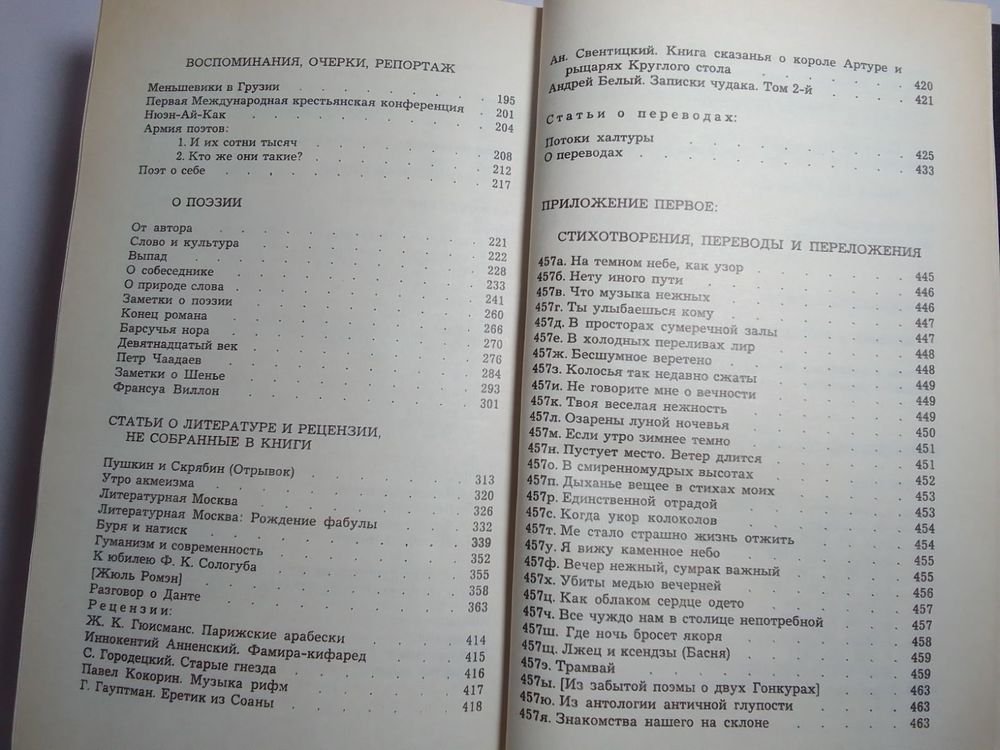 ВОСПОМИНАНИЯ, ОЧЕРКИ, РЕПОРТАЖ
Меньшевики в Грузии 195
Первая Международная крестьянская конференция 201
Нюэн-Ай-Как 204
Армия поэтов:
1. И их сотни тысяч 208
2. Кто же они такие? 212
Поэт о себе 217
О ПОЭЗИИ
От автора 221
Слово и культура 222
Выпад 228
О собеседнике 233
О природе слова 241
Заметки о поэзии 260
Конец романа 266
Барсучья нора 270
Девятнадцатый век 276
Петр Чаадаев 284
Заметки о Шенье 293
Франсуа Виллон 301
СТАТЬИ О ЛИТЕРАТУРЕ И РЕЦЕНЗИИ,
НЕ СОБРАННЫЕ В КНИГИ
Пушкин и Скрябин (Отрывок) 313
Утро акмеизма 320
Литературная Москва 326
Литературная Москва: Рождение фабулы 332
Буря и натиск 339
Гуманизм и современность 352
К юбилею Ф. К. Сологуба 355
[Жюль Ромэн] 358
Разговор о Данте 363
Рецензии:
Ж. К. Гюисманс. Парижские арабески 414
Иннокентий Анненский. Фамира-кифаред 415
С. Городецкий. Старые гнезда 416
Павел Кокорин. Музыка рифм 417
Г. Гауптман. Еретик из Соаны 418
Ан. Свентицкий. Книга сказанья о короле Артуре и
рыцарях Круглого стола 420
Андрей Белый. Записки чудака. Том 2-й 421
Статьи о переводах:
Потоки халтуры 425
О переводах 433
ПРИЛОЖЕНИЕ ПЕРВОЕ:
СТИХОТВОРЕНИЯ, ПЕРЕВОДЫ И ПЕРЕЛОЖЕНИЯ
457а. На темном небе, как узор 445
457б. Нету иного пути 446
457в. Что музыка нежных 446
457г. Ты улыбаешься кому 447
457д. В просторах сумеречной залы 447
457е. В холодных переливах лир 448
457ж. Бесшумное веретено 448
457з. Колосья так недавно сжаты 449
457и. Не говорите мне о вечности 449
457к. Твоя веселая нежность 449
457л. Озарены луной ночевья 450
457м. Если утро зимнее темно 451
457н. Пустует место. Ветер длится 451
457о. В смиренномудрых высотах 452
457п. Дыханье вещее в стихах моих 453
457р. Единственной отрадой 453
457с. Когда укор колоколов 454
457т. Мне стало страшно жизнь отжить 454
457у. Я вижу каменное небо 455
457ф. Вечер нежный, сумрак важный 455
457х. Убиты медью вечерней 456
457ц. Как облаком сердце одето 457
457ч. Все чуждо нам в столице непотребной 457
457ш. Где ночь бросет якоря 458
457щ. Лжец и ксендзы (Басня) 459
457э. Трамвай 459
457ы. [Из забытой поэмы о двух Гонкурах] 463
457ю. Из антологии античной глупости 463
457я. Знакомства нашего на склоне 463